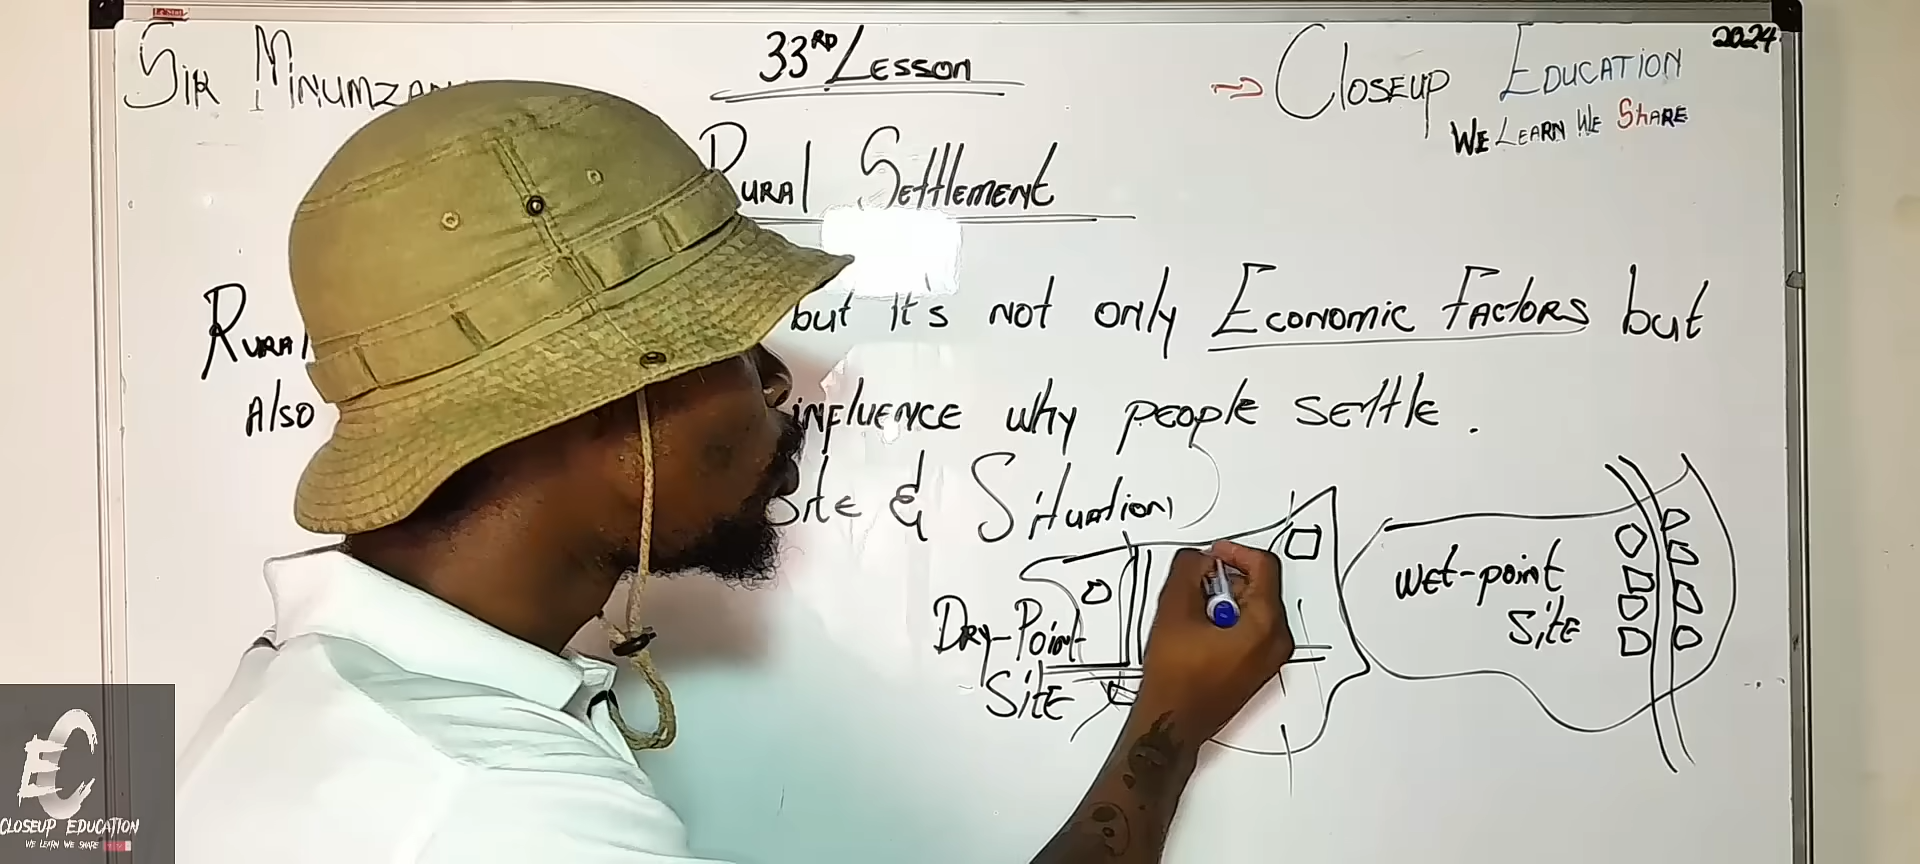 33RD LESSON
2024
SIR MINUMZA
CLOSEUP EDUCATION
WE LEARN WE SHARE
RURAL SETTLEMENT
RURAL but it's not only ECONOMIC FACTORS but
Also influence why people settle.
Site & Situation
DRY-POINT SITE
WET-POINT SITE
EC
CLOSEUP EDUCATION
WE LEARN WE SHARE